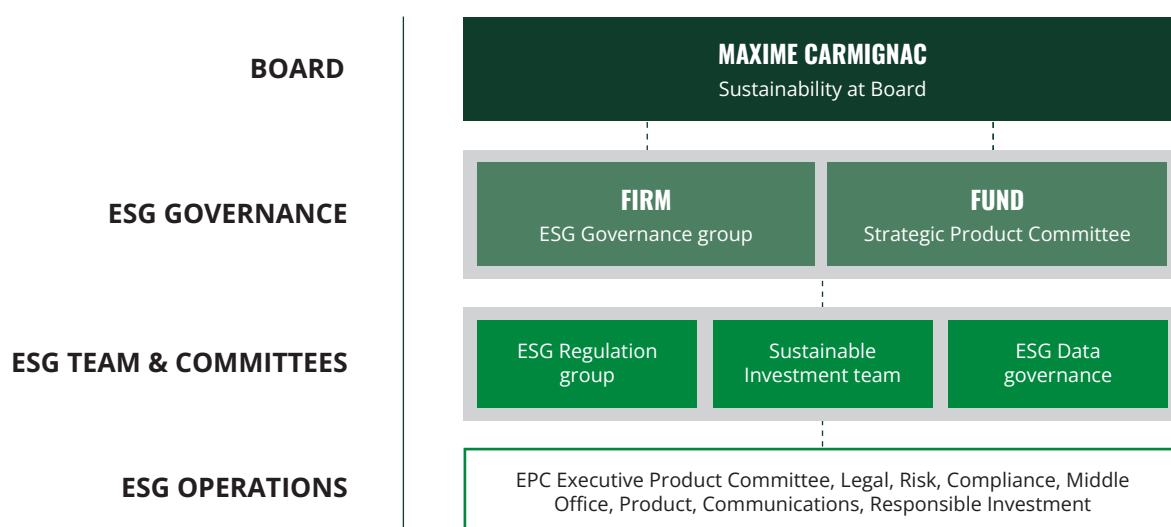 BOARD
MAXIME CARMIGNAC
Sustainability at Board
ESG GOVERNANCE
FIRM
ESG Governance group
FUND
Strategic Product Committee
ESG TEAM & COMMITTEES
ESG Regulation
group
Sustainable
Investment team
ESG Data
governance
ESG OPERATIONS
EPC Executive Product Committee, Legal, Risk, Compliance, Middle
Office, Product, Communications, Responsible Investment